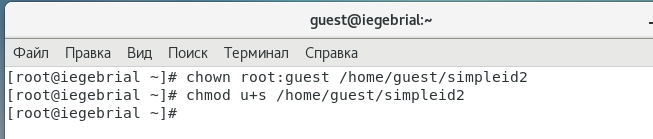 guest@iegebrial:~
Файл Правка Вид Поиск Терминал Справка
[root@iegebrial ~]# chown root:guest /home/guest/simpleid2
[root@iegebrial ~]# chmod u+s /home/guest/simpleid2
[root@iegebrial ~]#